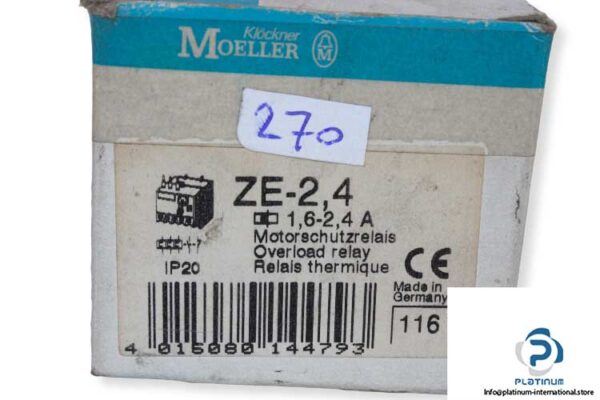 Klöckner
MOELLER
M
270
ZE-2,4
1,6-2,4 A
Motorschutzrelais
Overload relay
Relais thermique
CE
IP20
Made in
Germany
116
4 015080 144793
PLATINUM
Info@platinum-international.store